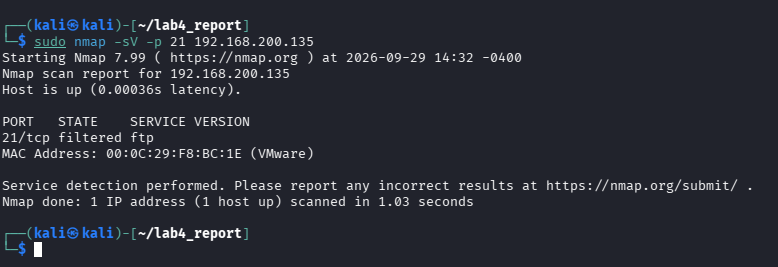 ┌──(kali㉿kali)-[~/lab4_report]
└─$ sudo nmap -sV -p 21 192.168.200.135
Starting Nmap 7.99 ( https://nmap.org ) at 2026-09-29 14:32 -0400
Nmap scan report for 192.168.200.135
Host is up (0.00036s latency).

PORT   STATE    SERVICE VERSION
21/tcp filtered ftp
MAC Address: 00:0C:29:F8:BC:1E (VMware)

Service detection performed. Please report any incorrect results at https://nmap.org/submit/ .
Nmap done: 1 IP address (1 host up) scanned in 1.03 seconds

┌──(kali㉿kali)-[~/lab4_report]
└─$